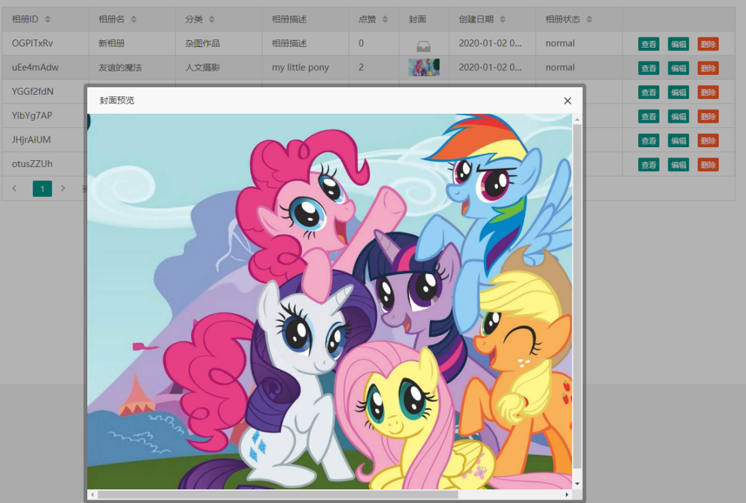 相册ID 相册名 分类 相册描述 点赞 封面 创建日期 相册状态
OGPITxRv 新相册 杂图作品 相册描述 0 2020-01-02 0... normal 查看 编辑 删除
uEe4mAdw 友谊的魔法 人文摄影 my little pony 2 2020-01-02 0... normal 查看 编辑 删除
YGGf2fdN 查看 编辑 删除
封面预览
YibYg7AP 查看 编辑 删除
JHjrAiUM 查看 编辑 删除
otusZZUh 查看 编辑 删除
1